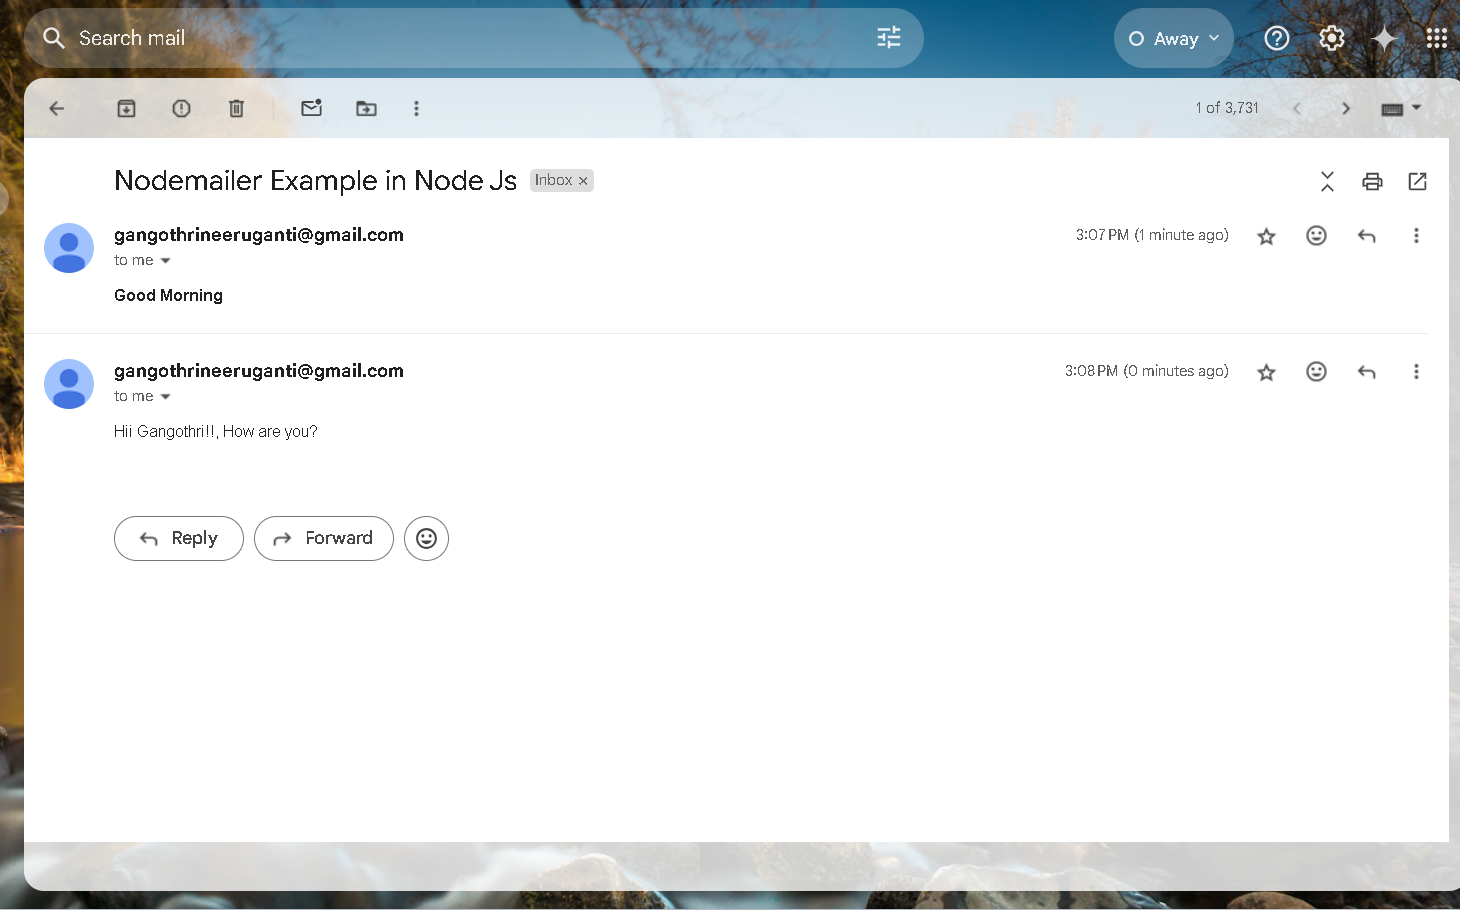 Search mail
Away
1 of 3,731
Nodemailer Example in Node Js Inbox ×
gangothrineeruganti@gmail.com 3:07 PM (1 minute ago)
to me
Good Morning
gangothrineeruganti@gmail.com 3:08 PM (0 minutes ago)
to me
Hii Gangothri!!, How are you?
Reply Forward